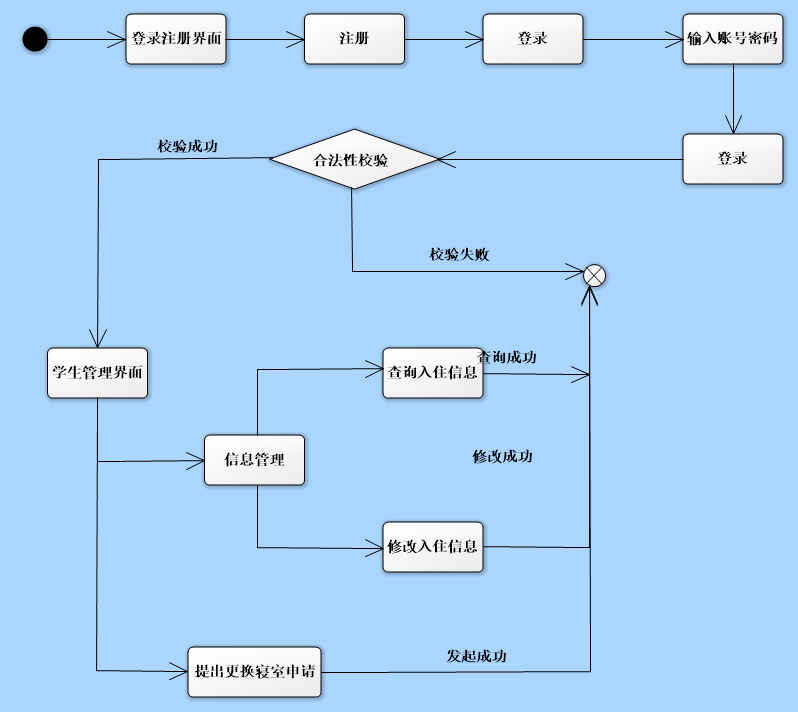 登录注册界面
注册
登录
输入账号密码
登录
合法性校验
校验成功
校验失败
学生管理界面
查询入住信息
查询成功
信息管理
修改成功
修改入住信息
提出更换寝室申请
发起成功